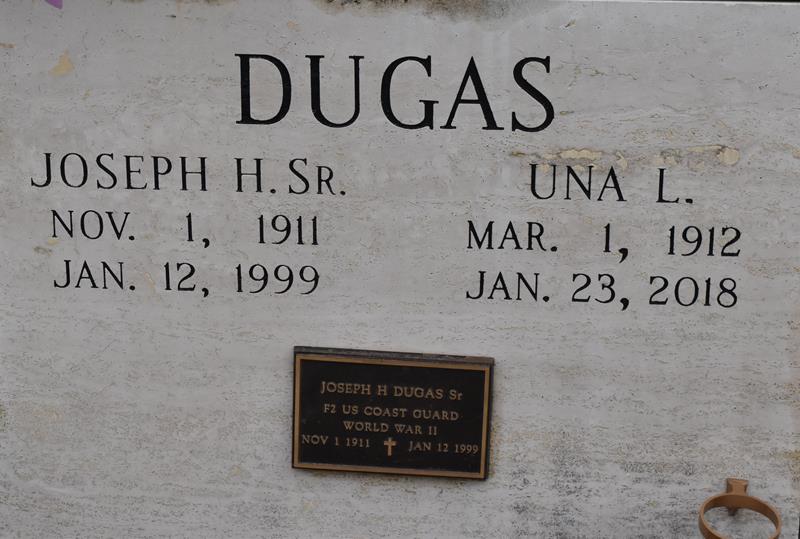 DUGAS
JOSEPH H. SR.
NOV. 1, 1911
JAN. 12, 1999
UNA L.
MAR. 1, 1912
JAN. 23, 2018
JOSEPH H DUGAS Sr
F2 US COAST GUARD
WORLD WAR II
NOV 1 1911 JAN 12 1999